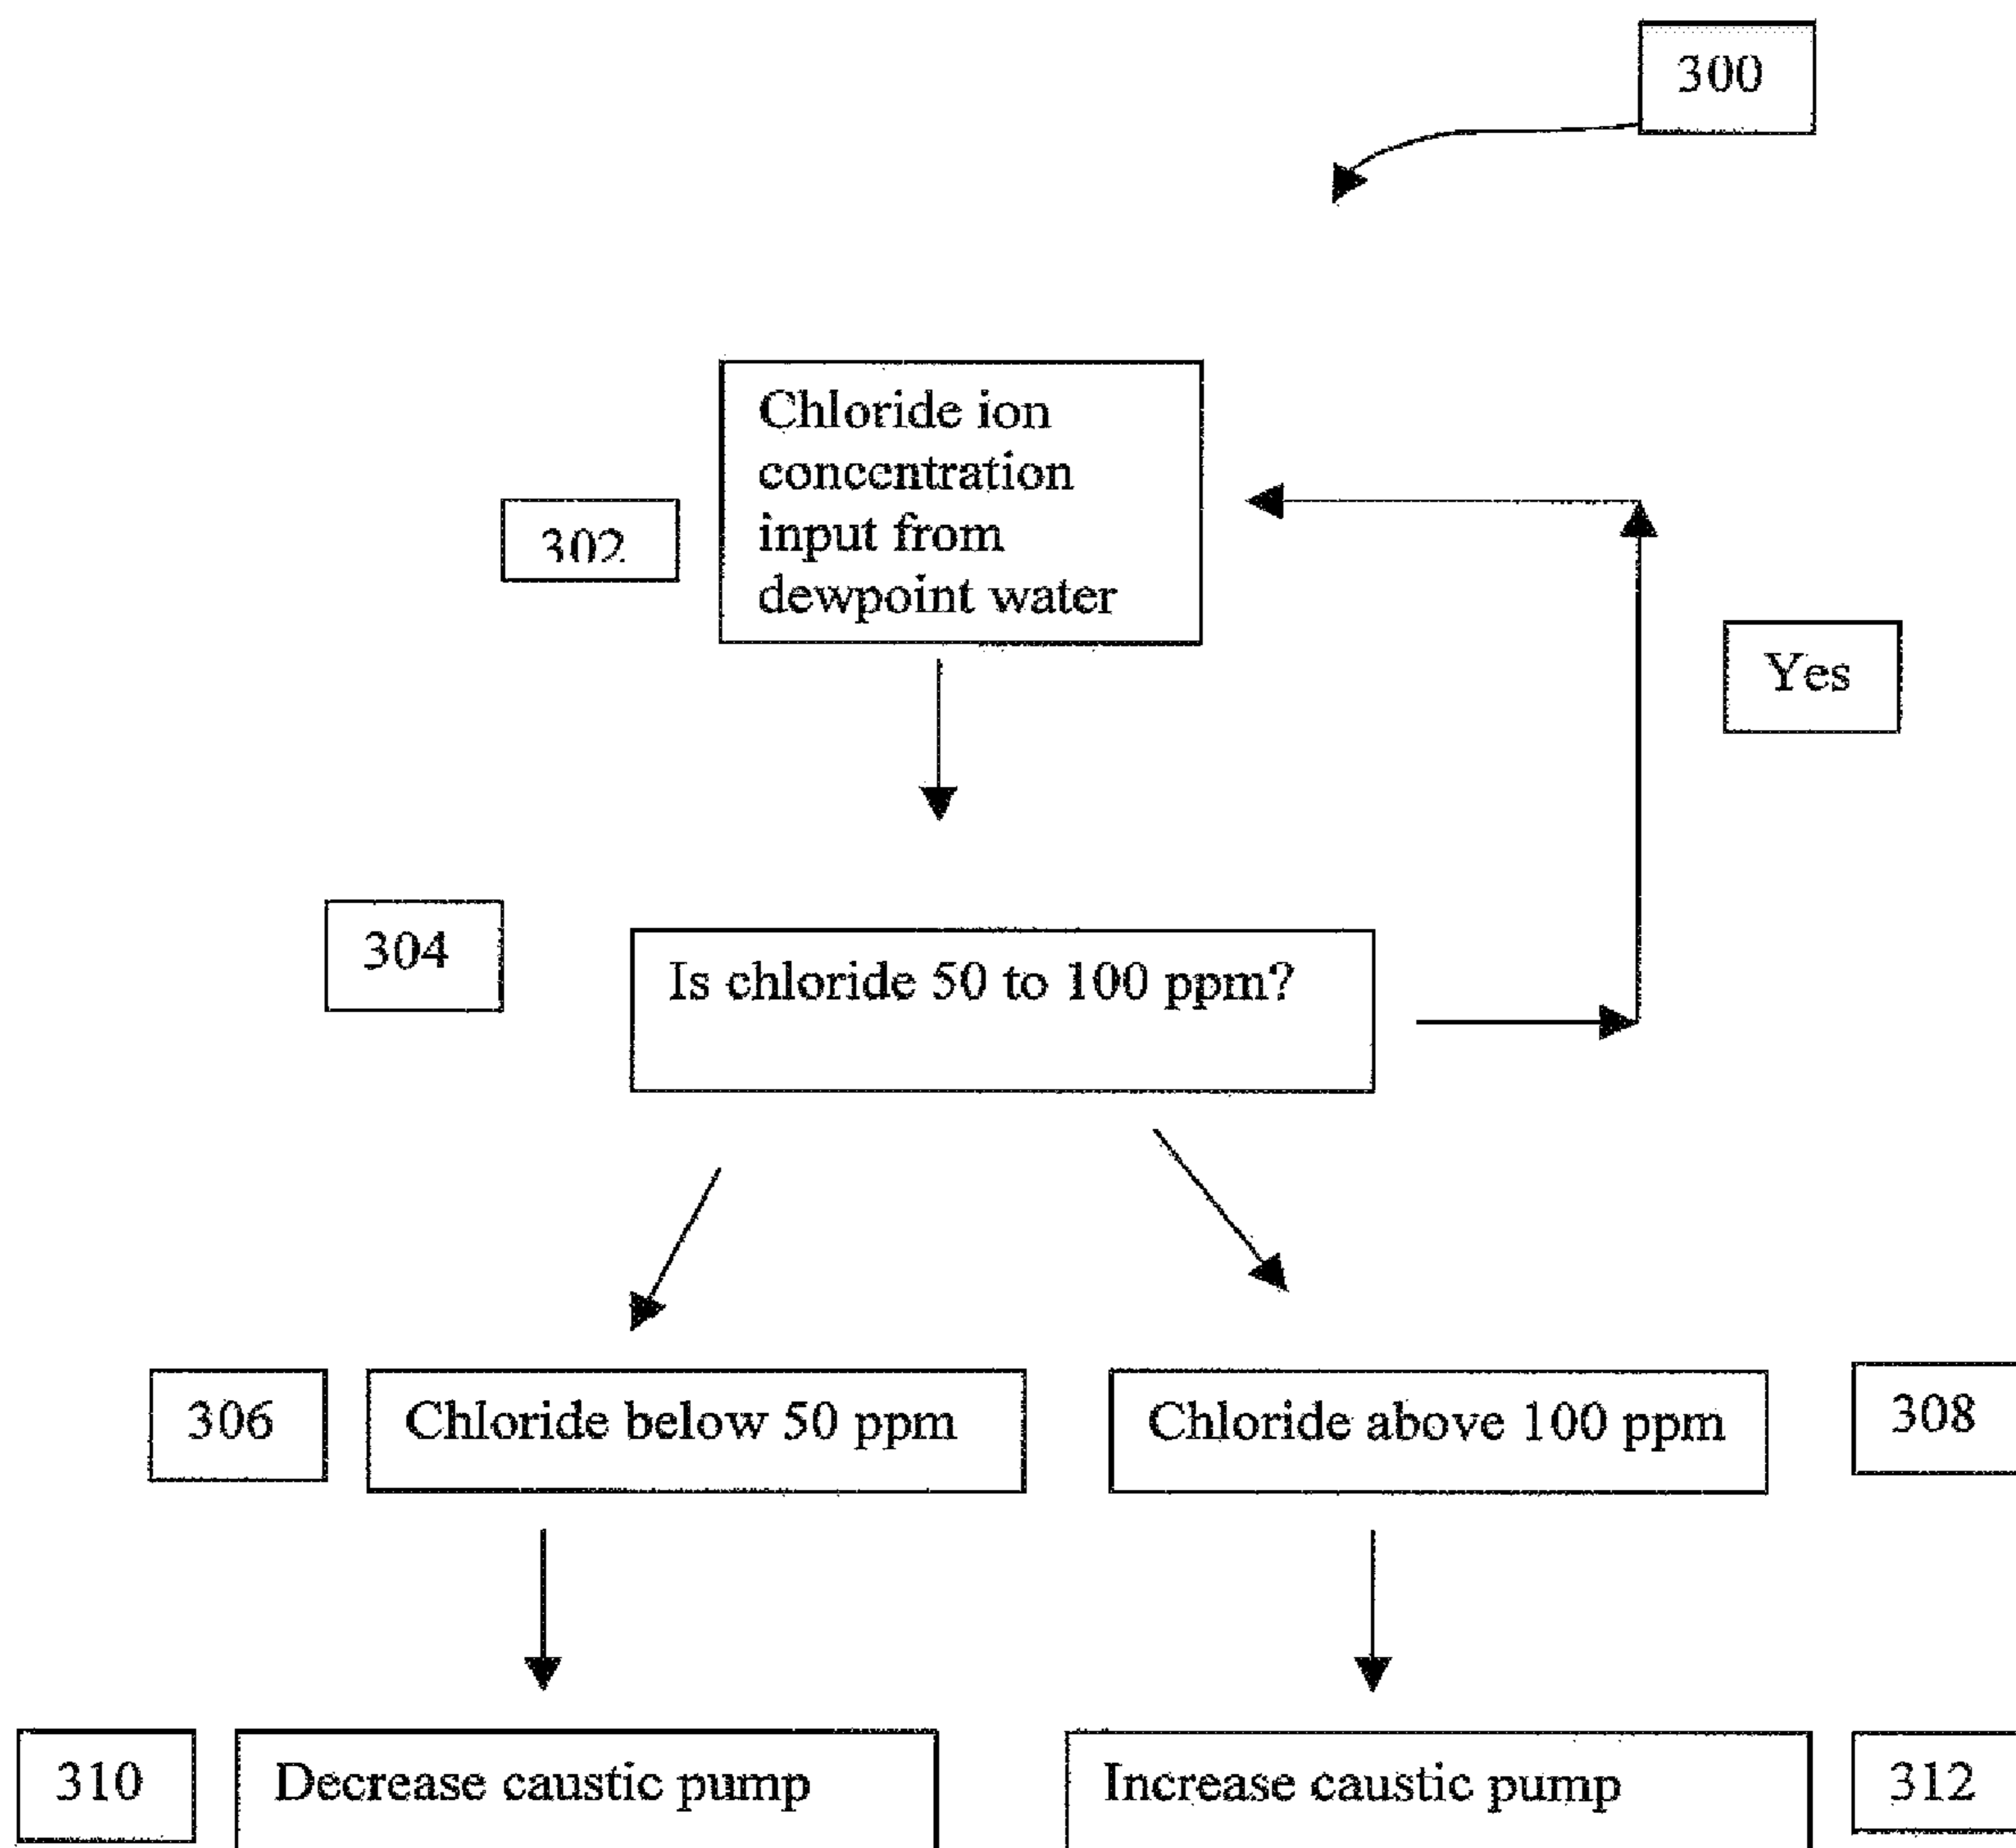 300
Chloride ion
concentration
input from
dewpoint water
302
Yes
304
Is chloride 50 to 100 ppm?
306
Chloride below 50 ppm
Chloride above 100 ppm
308
310
Decrease caustic pump
Increase caustic pump
312